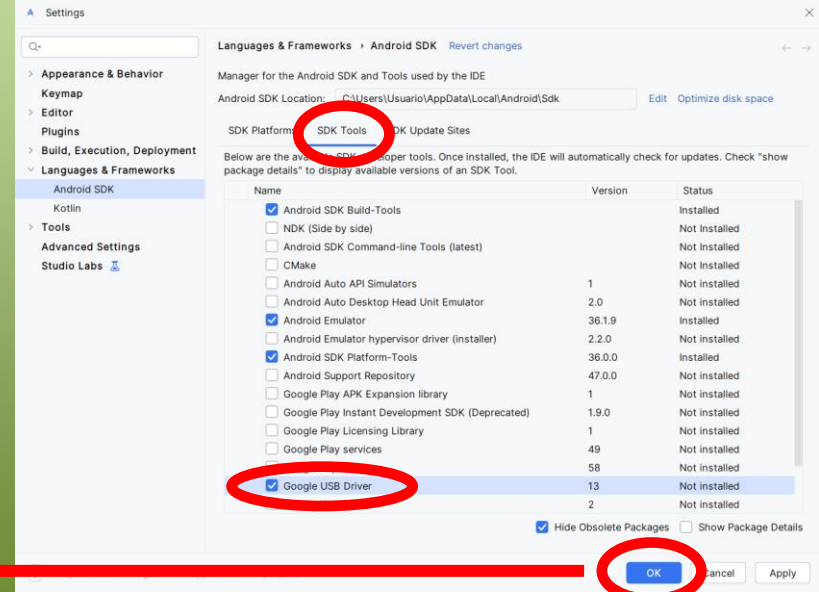 Settings
Languages & Frameworks › Android SDK Revert changes
Appearance & Behavior
Keymap
Editor
Plugins
Build, Execution, Deployment
Languages & Frameworks
Android SDK
Kotlin
Tools
Advanced Settings
Studio Labs
Manager for the Android SDK and Tools used by the IDE
Android SDK Location: C:\Users\Usuario\AppData\Local\Android\Sdk Edit Optimize disk space
SDK Platforms SDK Tools SDK Update Sites
Below are the available SDK developer tools. Once installed, the IDE will automatically check for updates. Check "show
package details" to display available versions of an SDK Tool.
Name Version Status
Android SDK Build-Tools Installed
NDK (Side by side) Not Installed
Android SDK Command-line Tools (latest) Not Installed
CMake Not Installed
Android Auto API Simulators 1 Not installed
Android Auto Desktop Head Unit Emulator 2.0 Not installed
Android Emulator 36.1.9 Installed
Android Emulator hypervisor driver (installer) 2.2.0 Not installed
Android SDK Platform-Tools 36.0.0 Installed
Android Support Repository 47.0.0 Not installed
Google Play APK Expansion library 1 Not installed
Google Play Instant Development SDK (Deprecated) 1.9.0 Not installed
Google Play Licensing Library 1 Not installed
Google Play services 49 Not installed
58 Not installed
Google USB Driver 13 Not installed
2 Not installed
Hide Obsolete Packages Show Package Details
OK Cancel Apply